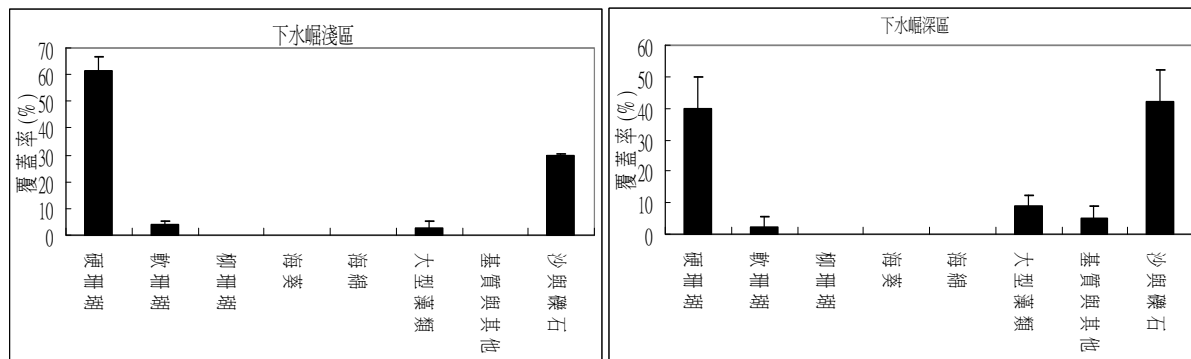 下水崛淺區
覆蓋率(%)
70
60
50
40
30
20
10
0
硬珊瑚
軟珊瑚
柳珊瑚
海葵
海綿
大型藻類
基質與其他
沙與礫石
下水崛深區
覆蓋率(%)
60
50
40
30
20
10
0
硬珊瑚
軟珊瑚
柳珊瑚
海葵
海綿
大型藻類
基質與其他
沙與礫石